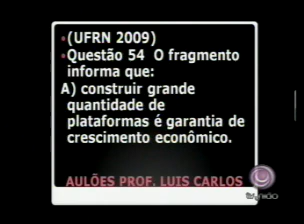 •(UFRN 2009)
•Questão 54  O fragmento
informa que:
A) construir grande
quantidade de
plataformas é garantia de
crescimento econômico.
AULÕES PROF. LUIS CARLOS